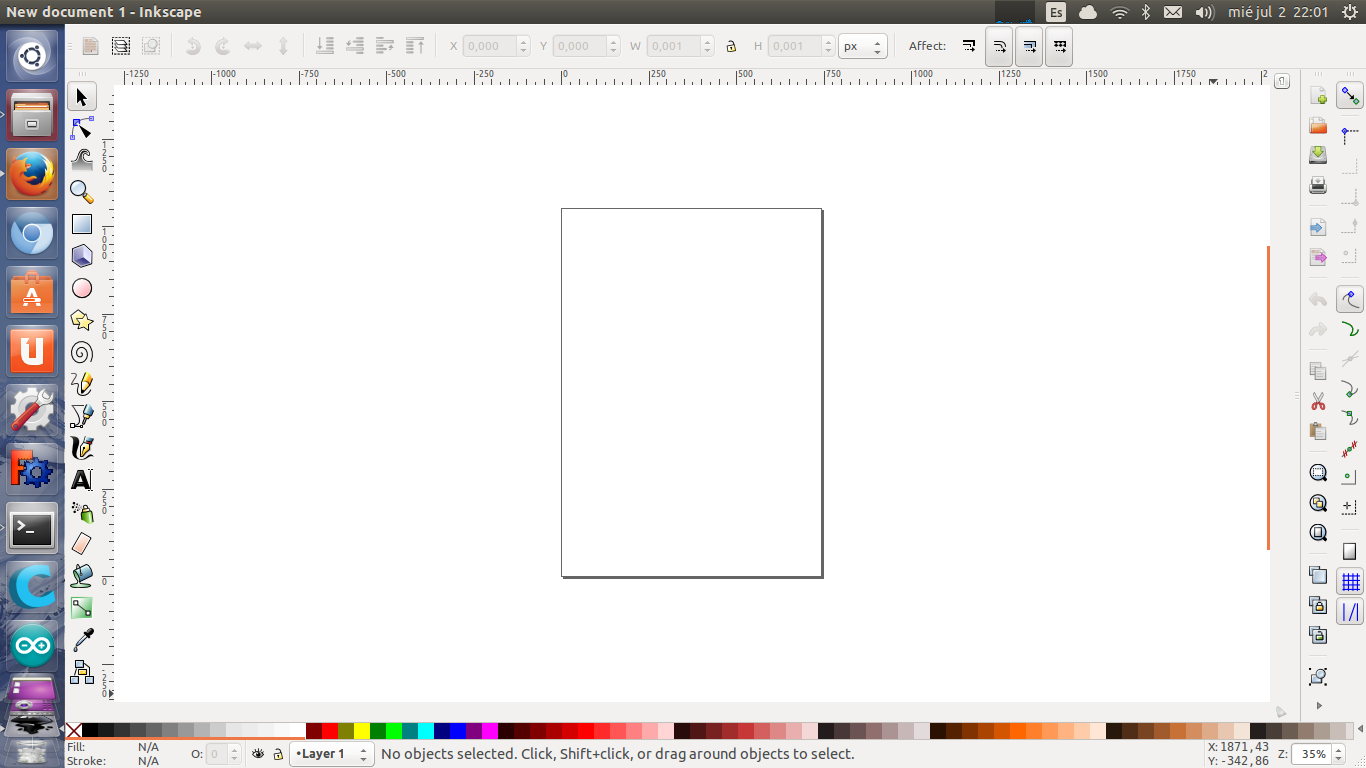 New document 1 - Inkscape
Es
mié jul 2 22:01
X 0,000 Y 0,000 W 0,001 H 0,001 px Affect:
-1250 -1000 -750 -500 -250 0 250 500 750 1000 1250 1500 1750 2
1250
1000
750
500
250
0
-250
A
U
>_
A
Fill: N/A O: 0 •Layer 1 No objects selected. Click, Shift+click, or drag around objects to select. X: 1871,43 Z: 35%
Stroke: N/A Y: -342,86